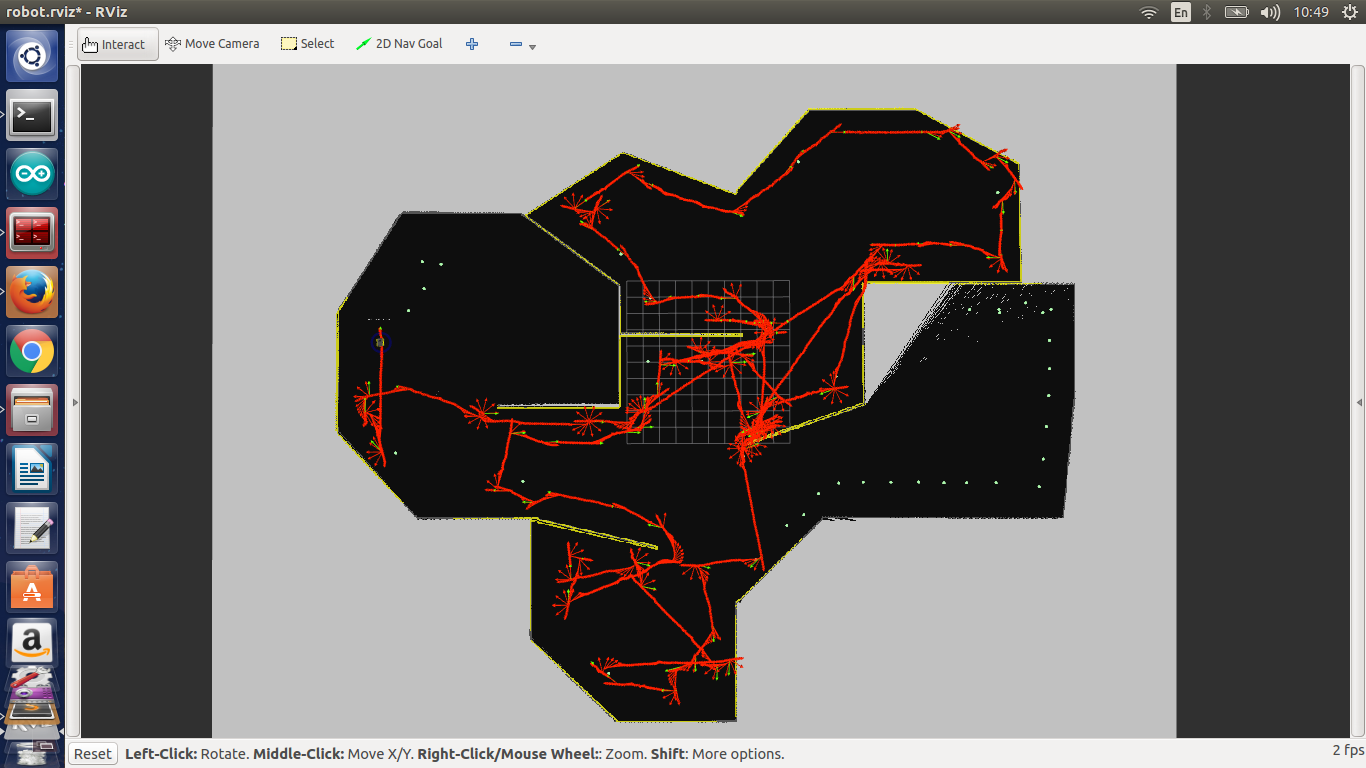 robot.rviz* - RViz
En
10:49
Interact
Move Camera
Select
2D Nav Goal
Reset
Left-Click: Rotate. Middle-Click: Move X/Y. Right-Click/Mouse Wheel:: Zoom. Shift: More options.
2 fps